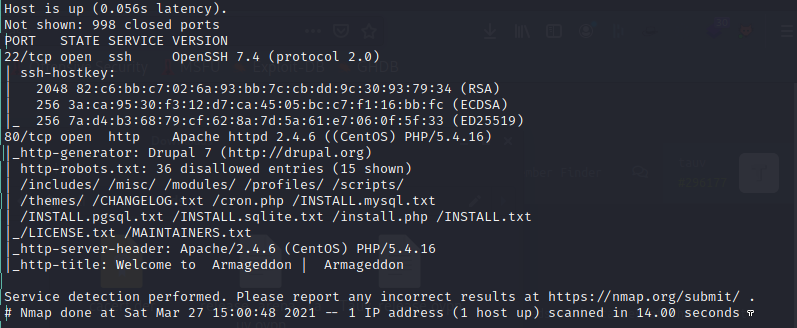 Host is up (0.056s latency).
Not shown: 998 closed ports
PORT   STATE SERVICE VERSION
22/tcp open  ssh     OpenSSH 7.4 (protocol 2.0)
| ssh-hostkey:
|   2048 82:c6:bb:c7:02:6a:93:bb:7c:cb:dd:9c:30:93:79:34 (RSA)
|   256 3a:ca:95:30:f3:12:d7:ca:45:05:bc:c7:f1:16:bb:fc (ECDSA)
|_  256 7a:d4:b3:68:79:cf:62:8a:7d:5a:61:e7:06:0f:5f:33 (ED25519)
80/tcp open  http    Apache httpd 2.4.6 ((CentOS) PHP/5.4.16)
|_http-generator: Drupal 7 (http://drupal.org)
| http-robots.txt: 36 disallowed entries (15 shown)
| /includes/ /misc/ /modules/ /profiles/ /scripts/
| /themes/ /CHANGELOG.txt /cron.php /INSTALL.mysql.txt
| /INSTALL.pgsql.txt /INSTALL.sqlite.txt /install.php /INSTALL.txt
|_/LICENSE.txt /MAINTAINERS.txt
|_http-server-header: Apache/2.4.6 (CentOS) PHP/5.4.16
|_http-title: Welcome to  Armageddon |  Armageddon

Service detection performed. Please report any incorrect results at https://nmap.org/submit/ .
# Nmap done at Sat Mar 27 15:00:48 2021 -- 1 IP address (1 host up) scanned in 14.00 seconds